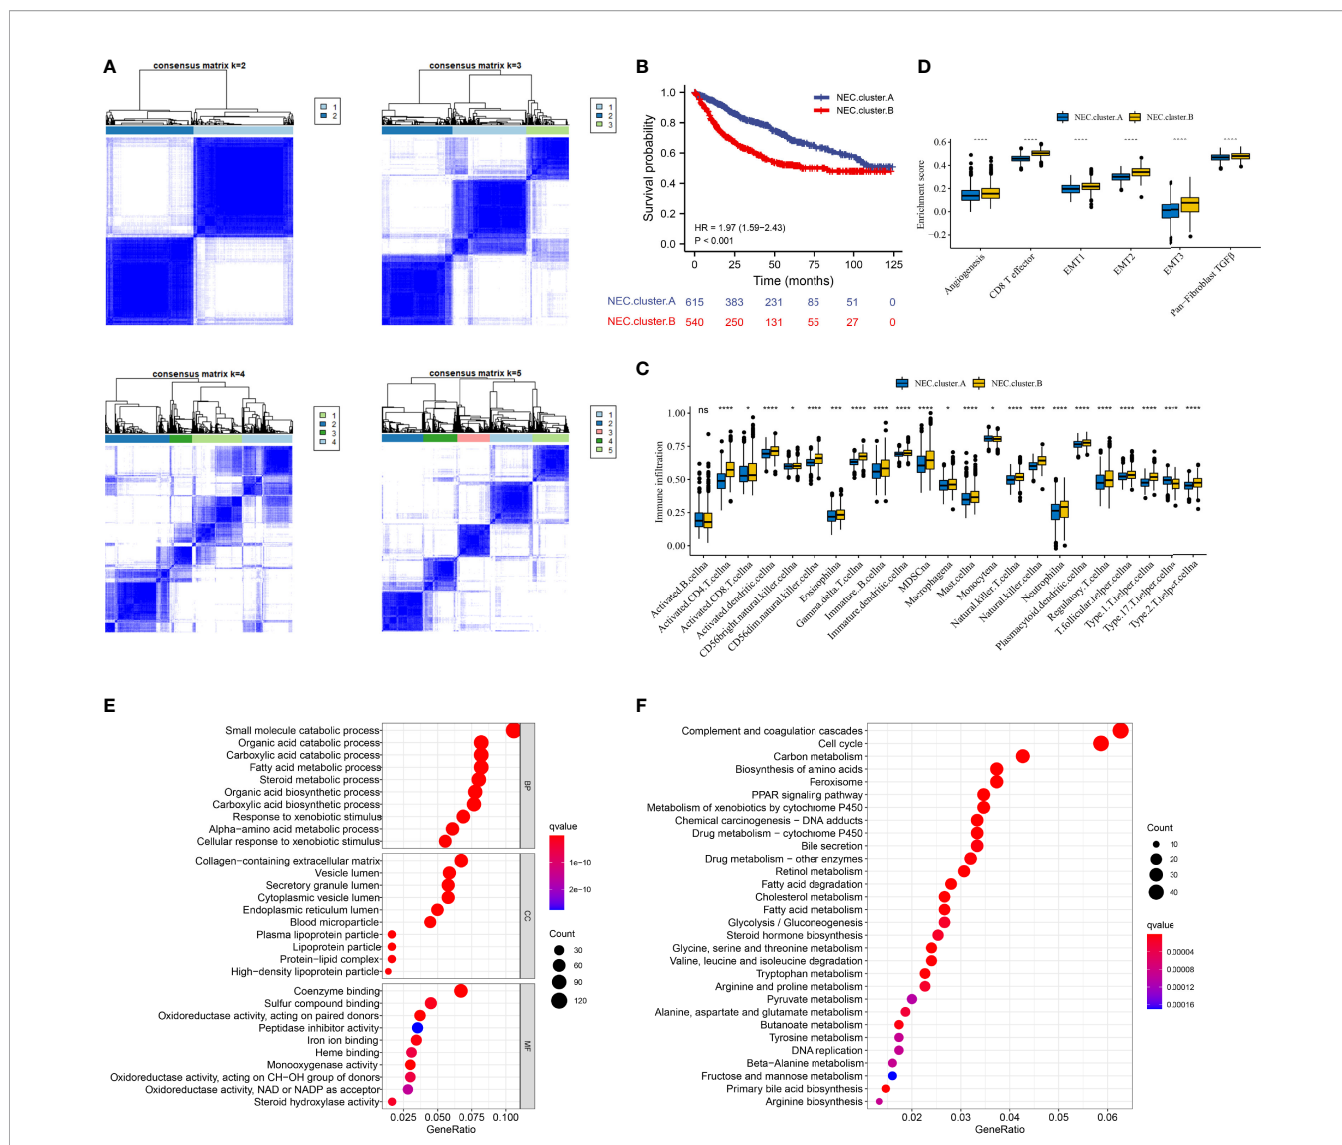 A
consensus matrix k=2
1
2
consensus matrix k=3
1
2
3
consensus matrix k=4
1
2
3
4
consensus matrix k=5
1
2
3
4
5
B
NEC.cluster.A
NEC.cluster.B
Survival probability
1.0
0.8
0.6
0.4
0.2
0.0
HR = 1.97 (1.59−2.43)
P < 0.001
0 25 50 75 100 125
Time (months)
NEC.cluster.A 615 383 231 85 51 0
NEC.cluster.B 540 250 131 55 27 0
D
NEC.cluster.A NEC.cluster.B
Enrichment score
0.6
0.4
0.2
0.0
−0.2
Angiogenesis
CD8 T effector
EMT1
EMT2
EMT3
Pan−Fibroblast TGFβ
C
NEC.cluster.A NEC.cluster.B
ns **** * **** * **** *** **** **** **** **** * **** * **** **** **** **** **** **** **** **** ****
Immune infiltration
1.00
0.75
0.50
0.25
0.00
Activated.B.cellna
Activated.CD4.T.cellna
Activated.CD8.T.cellna
Activated.dendritic.cellna
CD56bright.natural.killer.cellna
CD56dim.natural.killer.cellna
Eosinophilna
Gamma.delta.T.cellna
Immature..B.cellna
Immature.dendritic.cellna
MDSCna
Macrophagena
Mast.cellna
Monocytena
Natural.killer.T.cellna
Natural.killer.cellna
Neutrophilna
Plasmacytoid.dendritic.cellna
Regulatory.T.cellna
T.follicular.helper.cellna
Type.1.T.helper.cellna
Type.17.T.helper.cellna
Type.2.T.helper.cellna
E
Small molecule catabolic process
Organic acid catabolic process
Carboxylic acid catabolic process
Fatty acid metabolic process
Steroid metabolic process
Organic acid biosynthetic process
Carboxylic acid biosynthetic process
Response to xenobiotic stimulus
Alpha−amino acid metabolic process
Cellular response to xenobiotic stimulus
BP
Collagen−containing extracellular matrix
Vesicle lumen
Secretory granule lumen
Cytoplasmic vesicle lumen
Endoplasmic reticulum lumen
Blood microparticle
Plasma lipoprotein particle
Lipoprotein particle
Protein−lipid complex
High−density lipoprotein particle
CC
Coenzyme binding
Sulfur compound binding
Oxidoreductase activity, acting on paired donors
Peptidase inhibitor activity
Iron ion binding
Heme binding
Monooxygenase activity
Oxidoreductase activity, acting on CH−OH group of donors
Oxidoreductase activity, NAD or NADP as acceptor
Steroid hydroxylase activity
MF
0.025 0.050 0.075 0.100
GeneRatio
qvalue
1e−10
2e−10
Count
30
60
90
120
F
Complement and coagulation cascades
Cell cycle
Carbon metabolism
Biosynthesis of amino acids
Peroxisome
PPAR signaling pathway
Metabolism of xenobiotics by cytochrome P450
Chemical carcinogenesis − DNA adducts
Drug metabolism − cytochrome P450
Bile secretion
Drug metabolism − other enzymes
Retinol metabolism
Fatty acid degradation
Cholesterol metabolism
Fatty acid metabolism
Glycolysis / Gluconeogenesis
Steroid hormone biosynthesis
Glycine, serine and threonine metabolism
Valine, leucine and isoleucine degradation
Tryptophan metabolism
Arginine and proline metabolism
Pyruvate metabolism
Alanine, aspartate and glutamate metabolism
Butanoate metabolism
Tyrosine metabolism
DNA replication
Beta−Alanine metabolism
Fructose and mannose metabolism
Primary bile acid biosynthesis
Arginine biosynthesis
0.02 0.03 0.04 0.05 0.06
GeneRatio
Count
10
20
30
40
qvalue
0.00004
0.00008
0.00012
0.00016